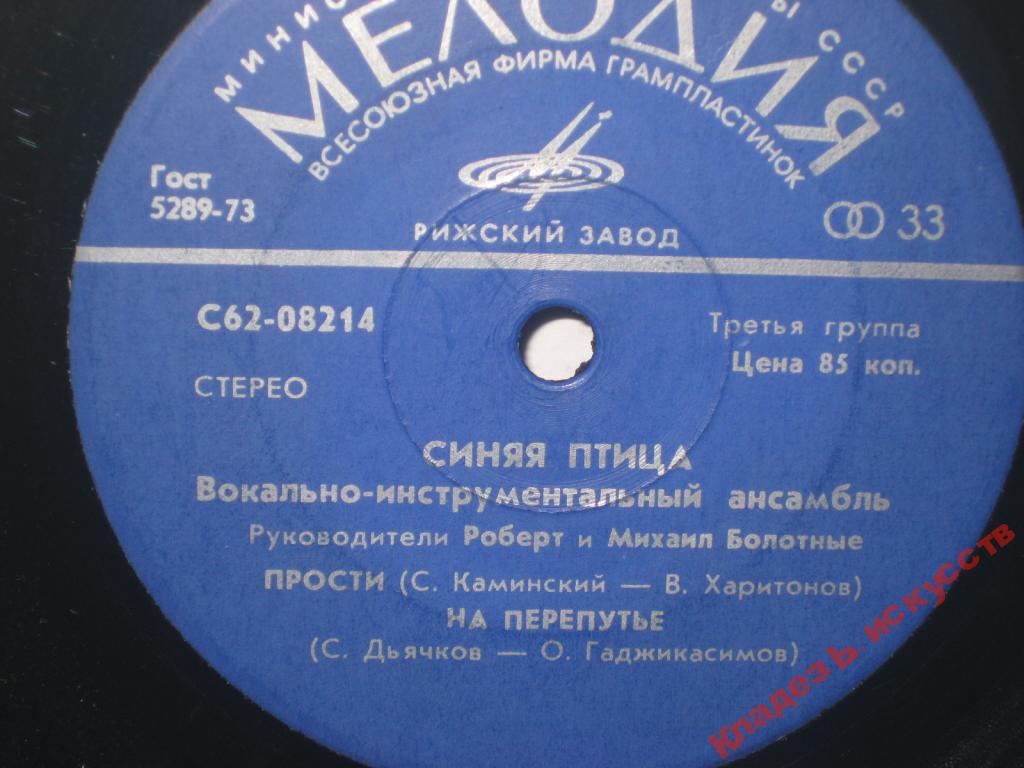 СССР
МЕЛОДИЯ
ВСЕСОЮЗНАЯ ФИРМА ГРАМПЛАСТИНОК
Гост
5289-73
33
РИЖСКИЙ ЗАВОД
С62-08214
Третья группа
Цена 85 коп.
СТЕРЕО
СИНЯЯ ПТИЦА
Вокально-инструментальный ансамбль
Руководители Роберт и Михаил Болотные
ПРОСТИ (С. Каминский — В. Харитонов)
НА ПЕРЕПУТЬЕ
(С. Дьячков — О. Гаджикасимов)
Кладезь искусств